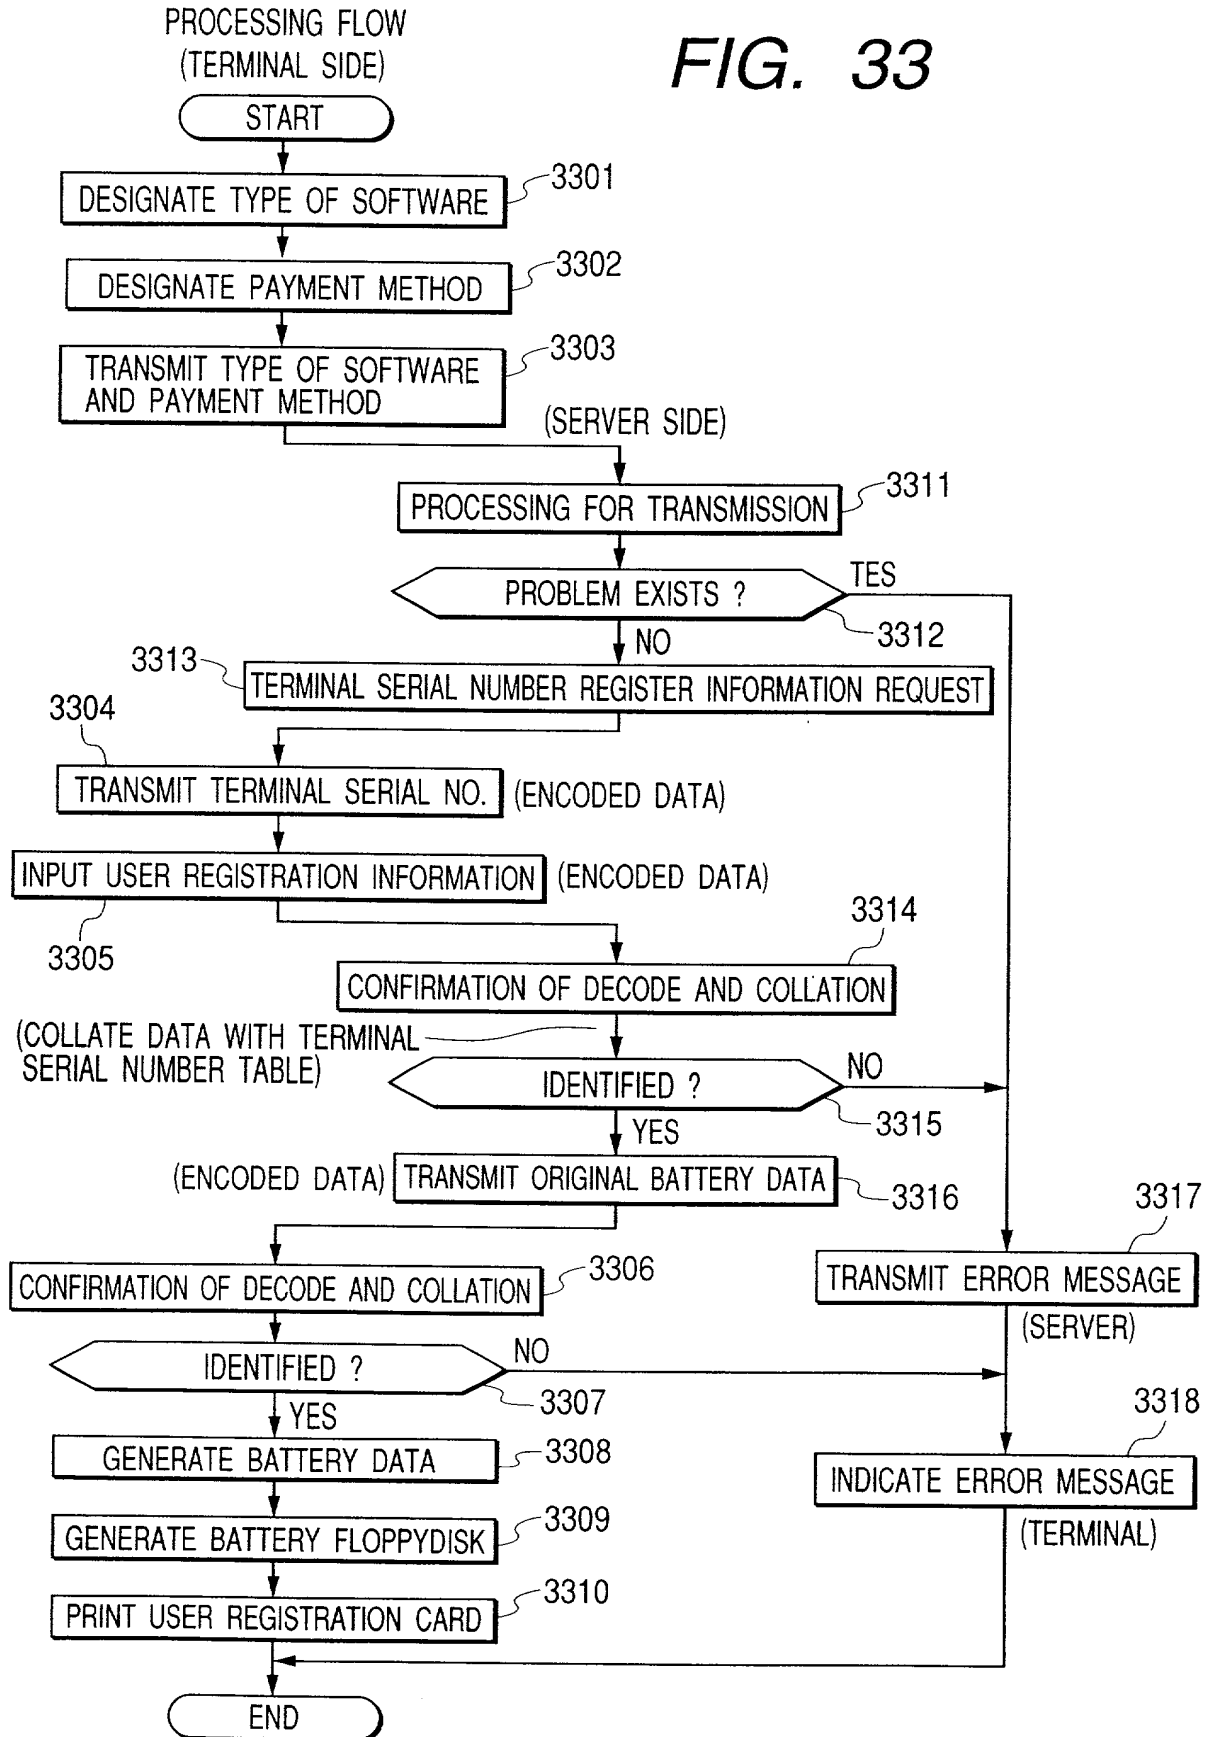 PROCESSING FLOW
(TERMINAL SIDE)
FIG. 33
START
3301
DESIGNATE TYPE OF SOFTWARE
3302
DESIGNATE PAYMENT METHOD
3303
TRANSMIT TYPE OF SOFTWARE
AND PAYMENT METHOD
(SERVER SIDE)
3311
PROCESSING FOR TRANSMISSION
TES
PROBLEM EXISTS ?
3312
NO
3313
TERMINAL SERIAL NUMBER REGISTER INFORMATION REQUEST
3304
TRANSMIT TERMINAL SERIAL NO. (ENCODED DATA)
INPUT USER REGISTRATION INFORMATION (ENCODED DATA)
3305
3314
CONFIRMATION OF DECODE AND COLLATION
(COLLATE DATA WITH TERMINAL
SERIAL NUMBER TABLE)
NO
IDENTIFIED ?
3315
YES
(ENCODED DATA) TRANSMIT ORIGINAL BATTERY DATA
3316
3317
TRANSMIT ERROR MESSAGE
(SERVER)
3306
CONFIRMATION OF DECODE AND COLLATION
NO
IDENTIFIED ?
3307
YES
3318
INDICATE ERROR MESSAGE
(TERMINAL)
GENERATE BATTERY DATA
3308
3309
GENERATE BATTERY FLOPPYDISK
3310
PRINT USER REGISTRATION CARD
END